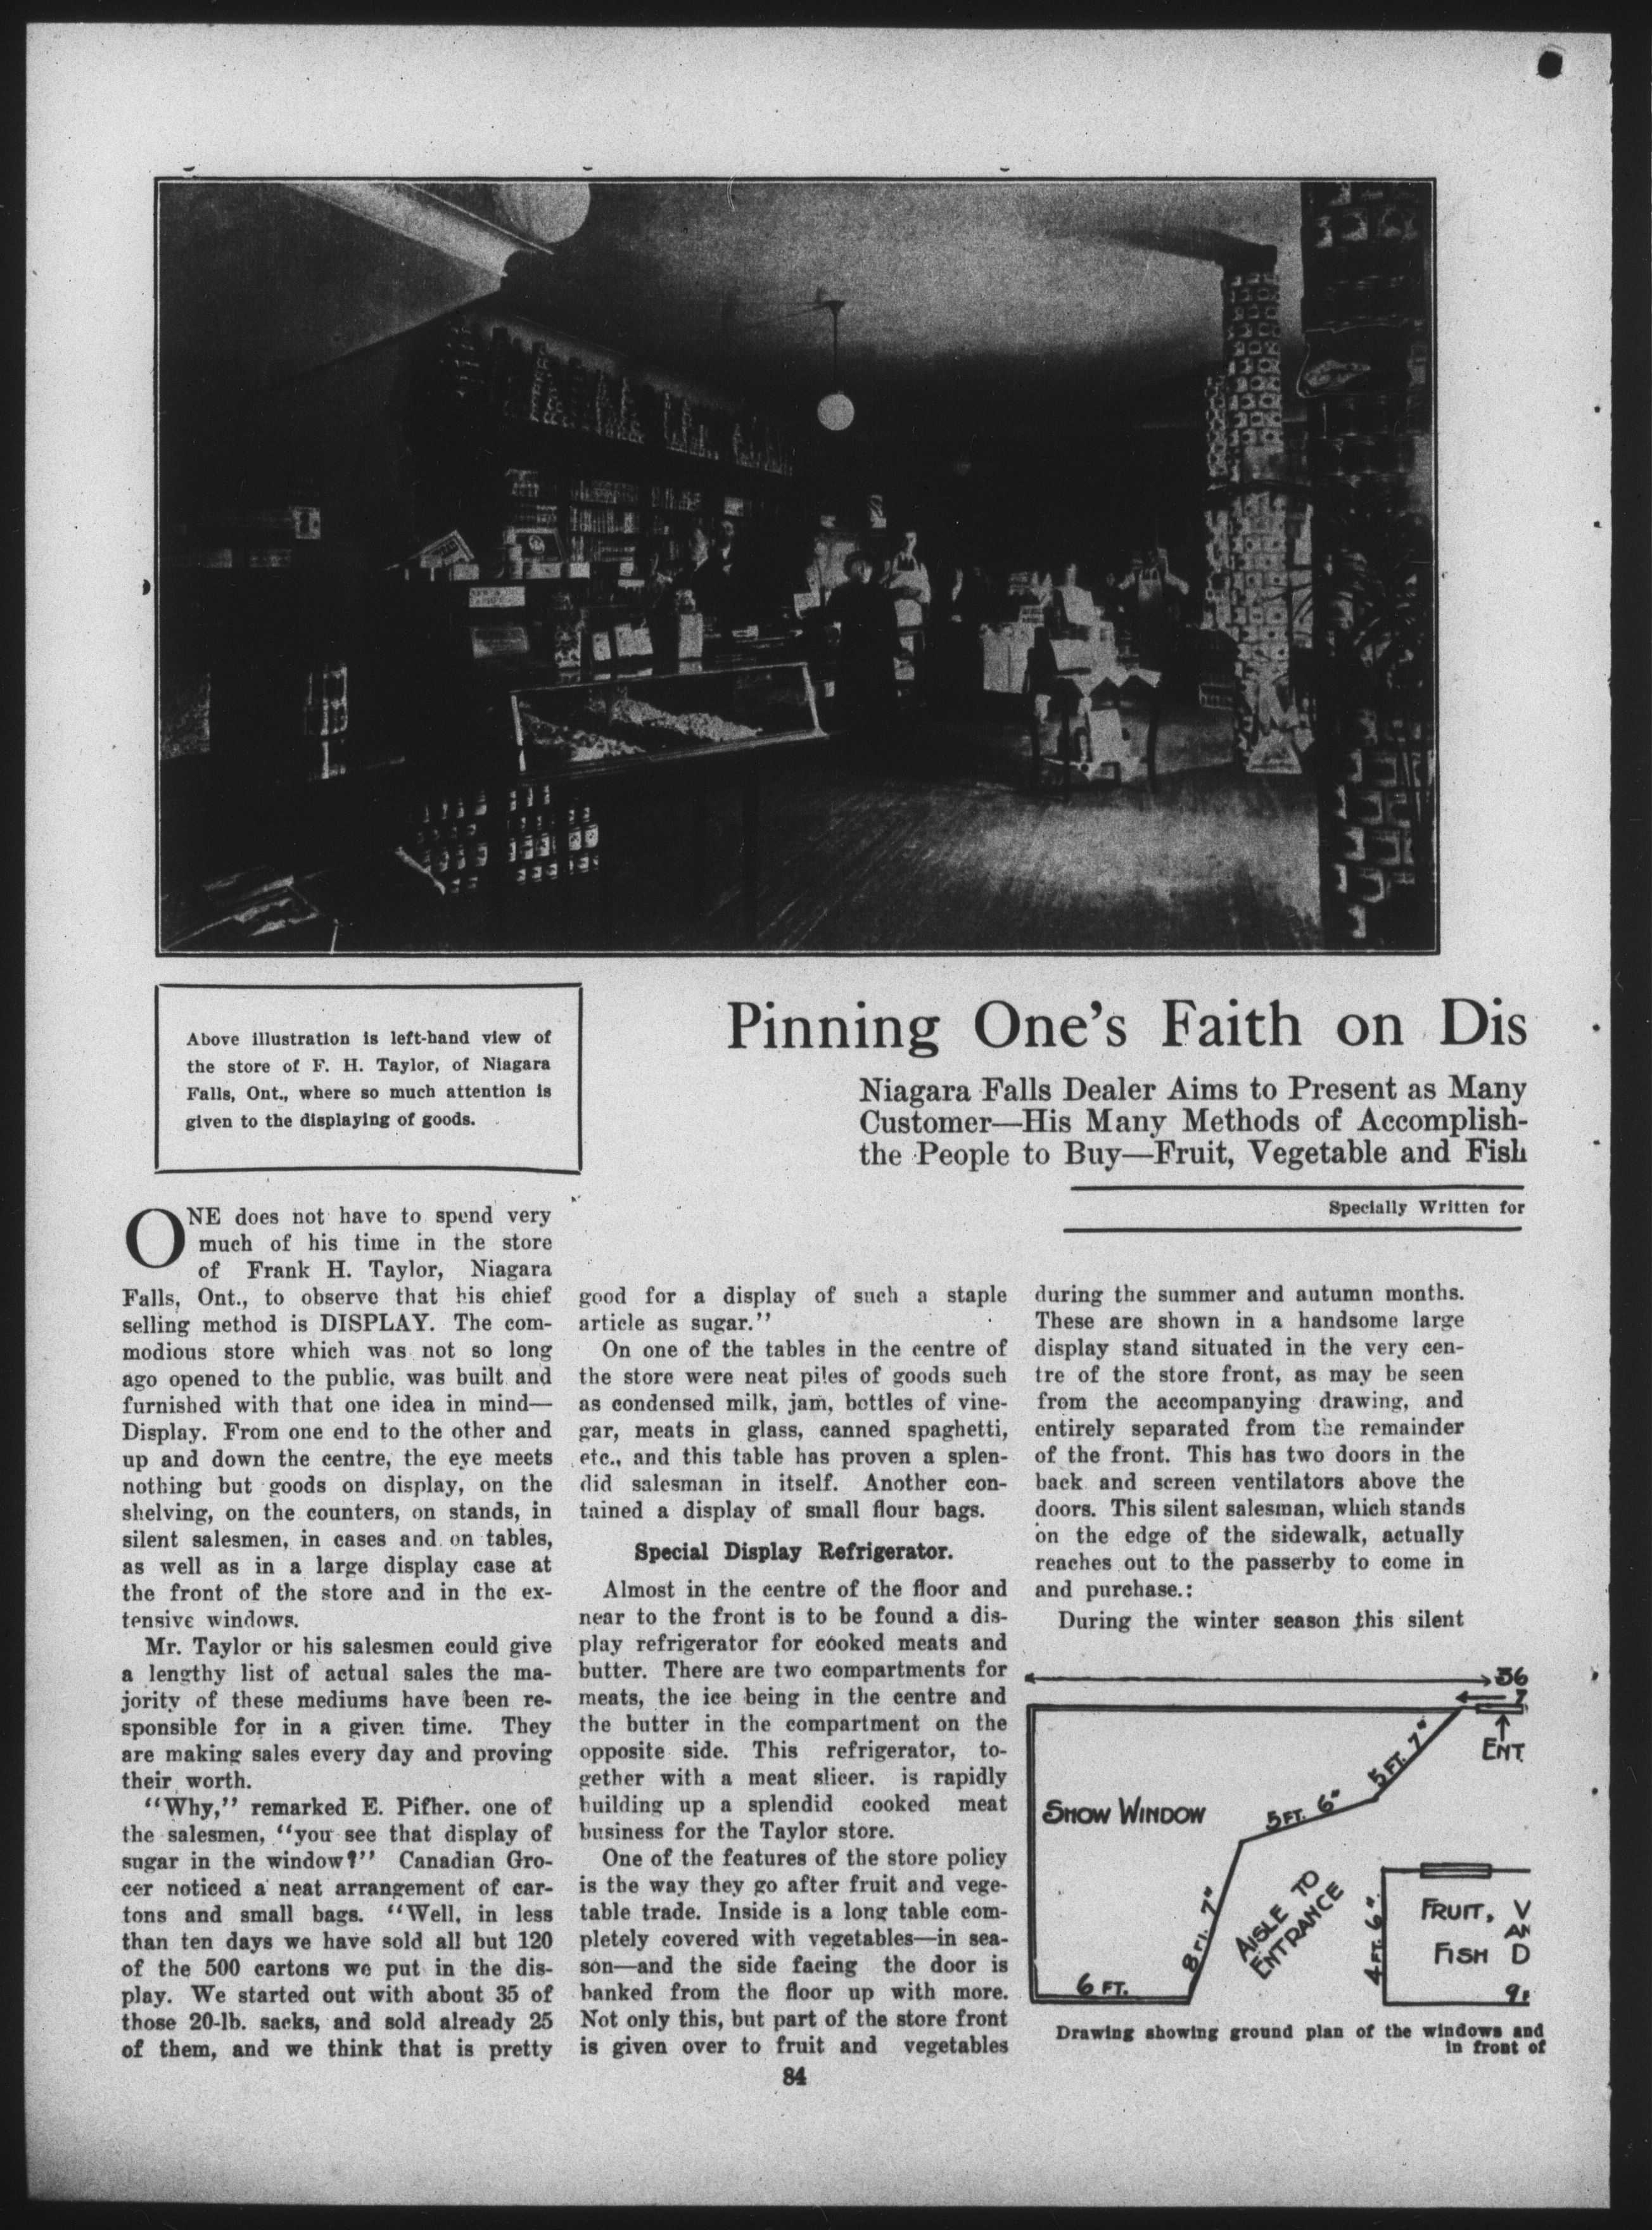 Above illustration is left-hand view of
the store of F. H. Taylor, of Niagara
Falls, Ont., where so much attention is
given to the displaying of goods.
Pinning One's Faith on Dis
Niagara Falls Dealer Aims to Present as Many
Customer—His Many Methods of Accomplish-
the People to Buy—Fruit, Vegetable and Fish
Specially Written for
ONE does not have to spend very
much of his time in the store
of Frank H. Taylor, Niagara
Falls, Ont., to observe that his chief
selling method is DISPLAY. The com-
modious store which was not so long
ago opened to the public, was built and
furnished with that one idea in mind—
Display. From one end to the other and
up and down the centre, the eye meets
nothing but goods on display, on the
shelving, on the counters, on stands, in
silent salesmen, in cases and on tables,
as well as in a large display case at
the front of the store and in the ex-
tensive windows.
Mr. Taylor or his salesmen could give
a lengthy list of actual sales the ma-
jority of these mediums have been re-
sponsible for in a given time. They
are making sales every day and proving
their worth.
"Why," remarked E. Pifher. one of
the salesmen, "you see that display of
sugar in the window?" Canadian Gro-
cer noticed a neat arrangement of car-
tons and small bags. "Well, in less
than ten days we have sold all but 120
of the 500 cartons we put in the dis-
play. We started out with about 35 of
those 20-lb. sacks, and sold already 25
of them, and we think that is pretty
good for a display of such a staple
article as sugar."
On one of the tables in the centre of
the store were neat piles of goods such
as condensed milk, jam, bottles of vine-
gar, meats in glass, canned spaghetti,
etc., and this table has proven a splen-
did salesman in itself. Another con-
tained a display of small flour bags.
Special Display Refrigerator.
Almost in the centre of the floor and
near to the front is to be found a dis-
play refrigerator for cooked meats and
butter. There are two compartments for
meats, the ice being in the centre and
the butter in the compartment on the
opposite side. This refrigerator, to-
gether with a meat slicer. is rapidly
building up a splendid cooked meat
business for the Taylor store.
One of the features of the store policy
is the way they go after fruit and vege-
table trade. Inside is a long table com-
pletely covered with vegetables—in sea-
son—and the side facing the door is
banked from the floor up with more.
Not only this, but part of the store front
is given over to fruit and vegetables
during the summer and autumn months.
These are shown in a handsome large
display stand situated in the very cen-
tre of the store front, as may be seen
from the accompanying drawing, and
entirely separated from the remainder
of the front. This has two doors in the
back and screen ventilators above the
doors. This silent salesman, which stands
on the edge of the sidewalk, actually
reaches out to the passerby to come in
and purchase.:
During the winter season this silent
36
7
ENT
5 FT. 7"
5 FT. 6"
SHOW WINDOW
8 FT. 7"
AISLE TO
ENTRANCE
4 FT. 6"
FRUIT, V
AN
FISH D
6 FT.
9
Drawing showing ground plan of the windows and
in front of
84